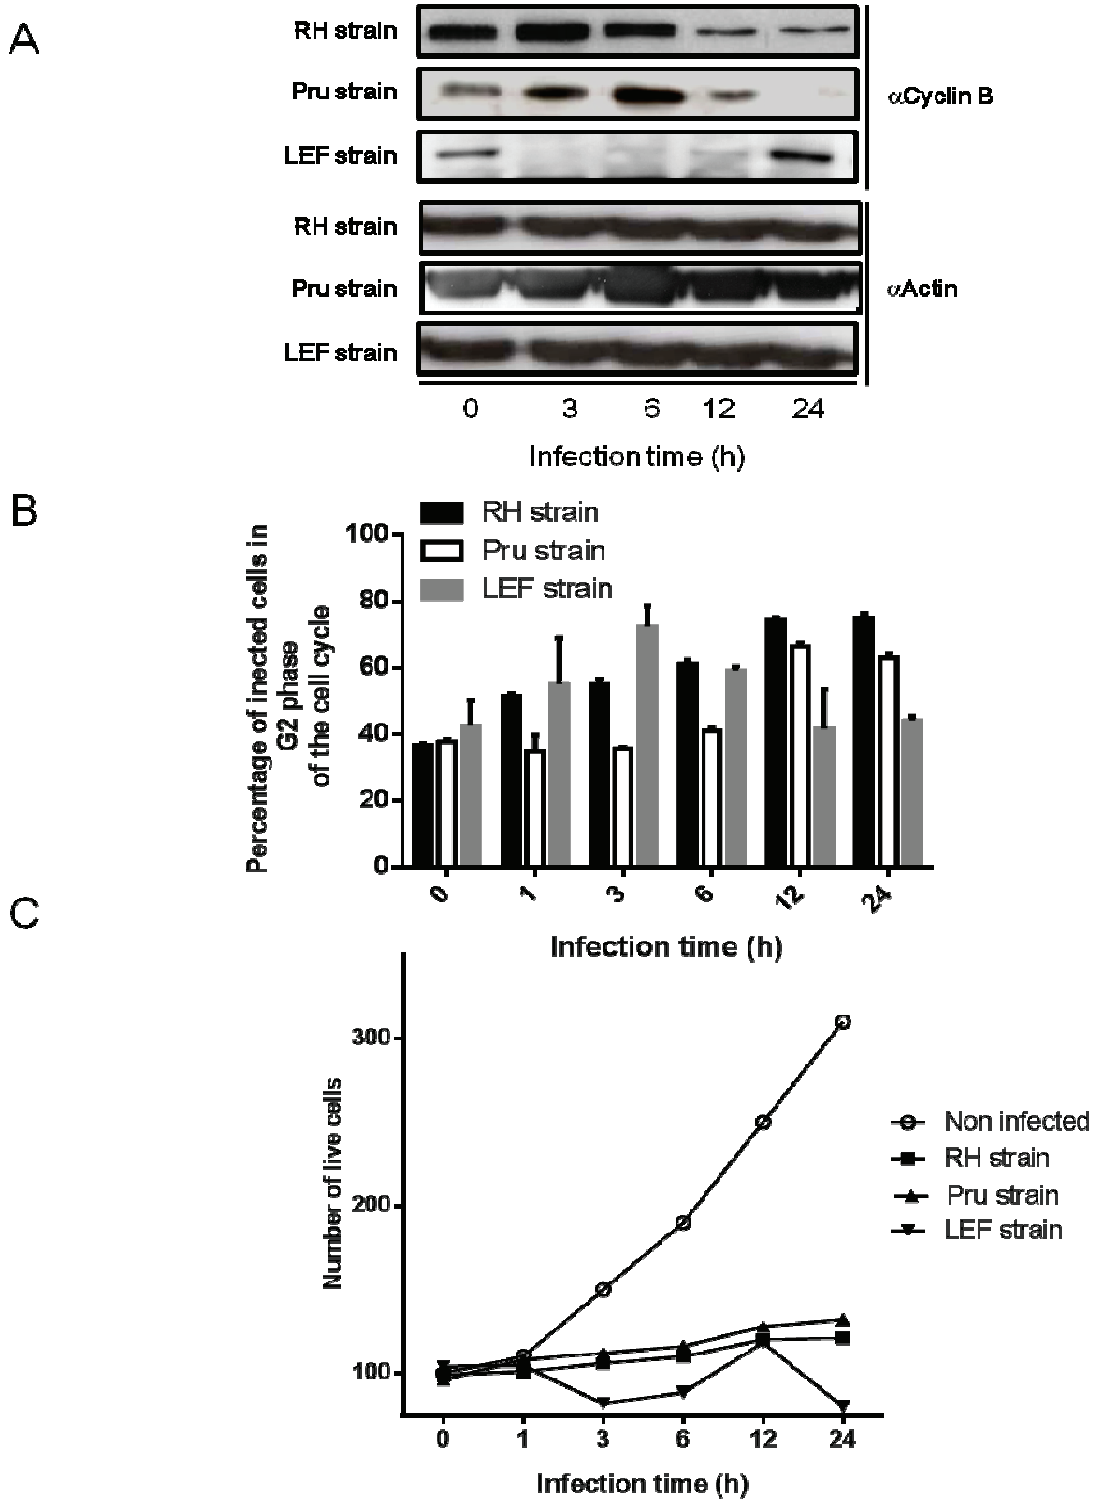 A
RH strain
Pru strain
αCyclin B
LEF strain
RH strain
Pru strain
αActin
LEF strain
0 3 6 12 24
Infection time (h)
B
RH strain
Pru strain
LEF strain
Percentage of inected cells in
G2 phase
of the cell cycle
100
80
60
40
20
0
0 1 3 6 12 24
Infection time (h)
C
Number of live cells
300
200
100
0 1 3 6 12 24
Infection time (h)
Non infected
RH strain
Pru strain
LEF strain